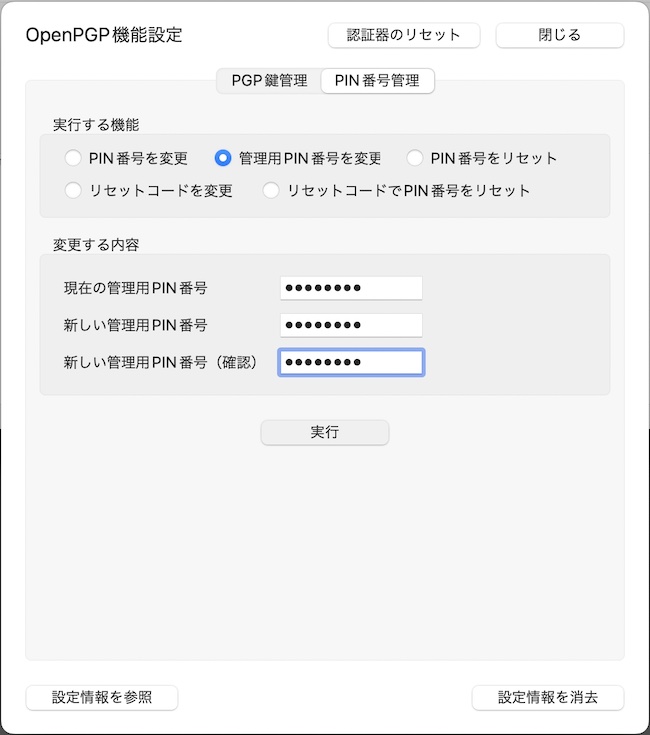 OpenPGP機能設定 認証器のリセット 閉じる
PGP鍵管理 PIN番号管理
実行する機能
PIN番号を変更 管理用PIN番号を変更 PIN番号をリセット
リセットコードを変更 リセットコードでPIN番号をリセット
変更する内容
現在の管理用PIN番号 ●●●●●●●●
新しい管理用PIN番号 ●●●●●●●●
新しい管理用PIN番号（確認） ●●●●●●●●
実行
設定情報を参照 設定情報を消去